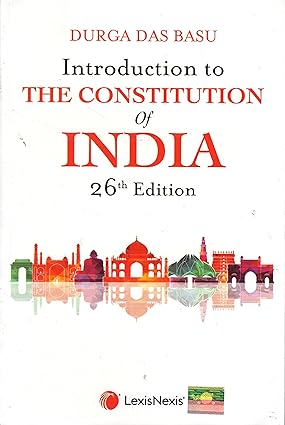 DURGA DAS BASU
Introduction to
THE CONSTITUTION
Of
INDIA
26th Edition
LexisNexis®